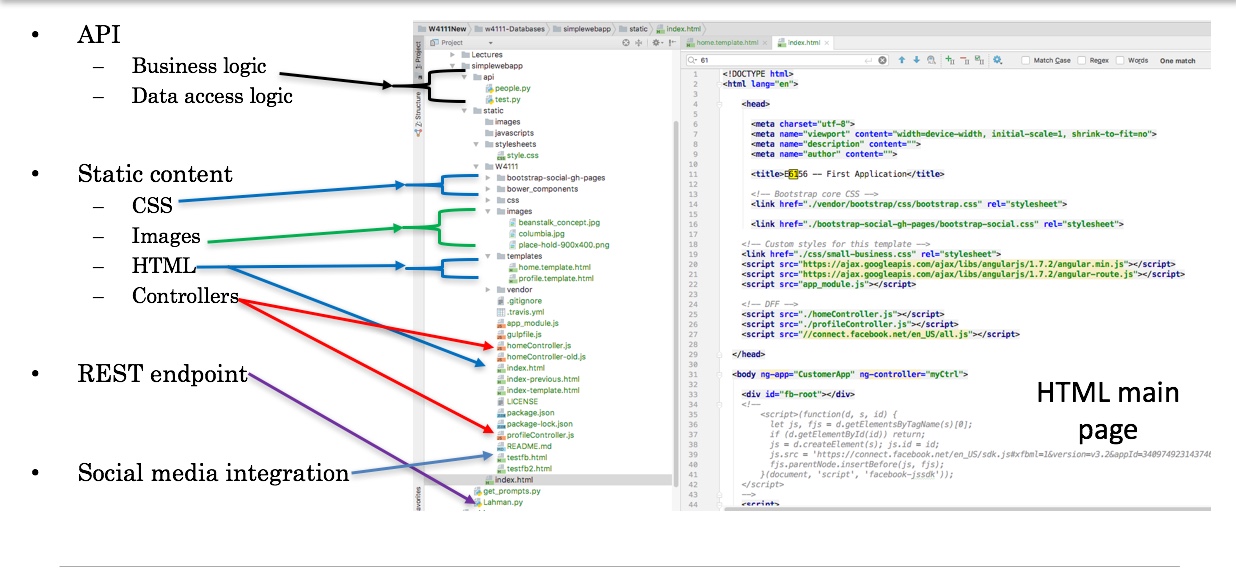 • API
– Business logic
– Data access logic
• Static content
– CSS
– Images
– HTML
– Controllers
• REST endpoint
• Social media integration
W4111New
w4111-Databases
simplewebapp
static
index.html
Project
1: Project
7: Structure
avorites
Lectures
simplewebapp
api
people.py
test.py
static
images
javascripts
stylesheets
style.css
W4111
bootstrap-social-gh-pages
bower_components
css
images
beanstalk_concept.jpg
columbia.jpg
place-hold-900x400.png
templates
home.template.html
profile.template.html
vendor
.gitignore
.travis.yml
app_module.js
gulpfile.js
homeController.js
homeController-old.js
index.html
index-previous.html
index-template.html
LICENSE
package.json
package-lock.json
profileController.js
README.md
testfb.html
testfb2.html
index.html
get_prompts.py
Lahman.py
home.template.html
index.html
61
Match Case
Regex
Words
One match
1 <!DOCTYPE html>
2 <html lang="en">
3
4 <head>
5
6 <meta charset="utf-8">
7 <meta name="viewport" content="width=device-width, initial-scale=1, shrink-to-fit=no">
8 <meta name="description" content="">
9 <meta name="author" content="">
10
11 <title>E6156 –– First Application</title>
12
13 <!–– Bootstrap core CSS ––>
14 <link href="./vendor/bootstrap/css/bootstrap.css" rel="stylesheet">
15
16 <link href="./bootstrap-social-gh-pages/bootstrap-social.css" rel="stylesheet">
17
18 <!–– Custom styles for this template ––>
19 <link href="./css/small-business.css" rel="stylesheet">
20 <script src="https://ajax.googleapis.com/ajax/libs/angularjs/1.7.2/angular.min.js"></script>
21 <script src="https://ajax.googleapis.com/ajax/libs/angularjs/1.7.2/angular-route.js"></script>
22 <script src="app_module.js"></script>
23
24 <!–– DFF ––>
25 <script src="./homeController.js"></script>
26 <script src="./profileController.js"></script>
27 <script src="//connect.facebook.net/en_US/all.js"></script>
28
29 </head>
30
31 <body ng-app="CustomerApp" ng-controller="myCtrl">
32
33 <div id="fb-root"></div>
34 <!––
35 <script>(function(d, s, id) {
36 let js, fjs = d.getElementsByTagName(s)[0];
37 if (d.getElementById(id)) return;
38 js = d.createElement(s); js.id = id;
39 js.src = 'https://connect.facebook.net/en_US/sdk.js#xfbml=1&version=v3.2&appId=340974923143740
40 fjs.parentNode.insertBefore(js, fjs);
41 }(document, 'script', 'facebook-jssdk'));
42 </script>
43 ––>
44 <script>
HTML main
page